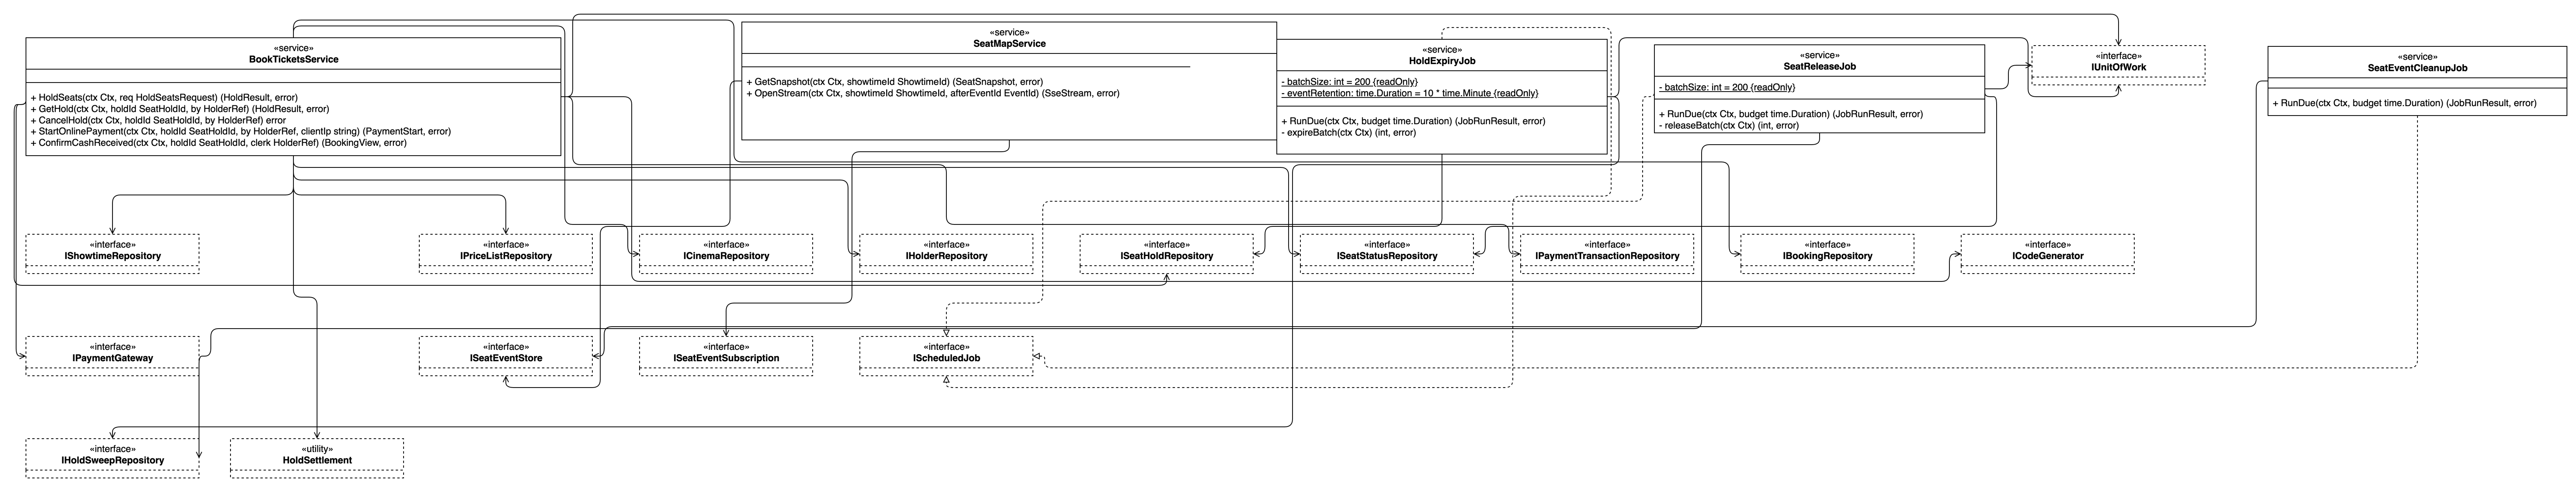 «service»
BookTicketsService
+ HoldSeats(ctx Ctx, req HoldSeatsRequest) (HoldResult, error)
+ GetHold(ctx Ctx, holdId SeatHoldId, by HolderRef) (HoldResult, error)
+ CancelHold(ctx Ctx, holdId SeatHoldId, by HolderRef) error
+ StartOnlinePayment(ctx Ctx, holdId SeatHoldId, by HolderRef, clientIp string) (PaymentStart, error)
+ ConfirmCashReceived(ctx Ctx, holdId SeatHoldId, clerk HolderRef) (BookingView, error)
«service»
SeatMapService
+ GetSnapshot(ctx Ctx, showtimeId ShowtimeId) (SeatSnapshot, error)
+ OpenStream(ctx Ctx, showtimeId ShowtimeId, afterEventId EventId) (SseStream, error)
«service»
HoldExpiryJob
- batchSize: int = 200 {readOnly}
- eventRetention: time.Duration = 10 * time.Minute {readOnly}
+ RunDue(ctx Ctx, budget time.Duration) (JobRunResult, error)
- expireBatch(ctx Ctx) (int, error)
«service»
SeatReleaseJob
- batchSize: int = 200 {readOnly}
+ RunDue(ctx Ctx, budget time.Duration) (JobRunResult, error)
- releaseBatch(ctx Ctx) (int, error)
«interface»
IUnitOfWork
«service»
SeatEventCleanupJob
+ RunDue(ctx Ctx, budget time.Duration) (JobRunResult, error)
«interface»
IShowtimeRepository
«interface»
IPriceListRepository
«interface»
ICinemaRepository
«interface»
IHolderRepository
«interface»
ISeatHoldRepository
«interface»
ISeatStatusRepository
«interface»
IPaymentTransactionRepository
«interface»
IBookingRepository
«interface»
ICodeGenerator
«interface»
IPaymentGateway
«interface»
ISeatEventStore
«interface»
ISeatEventSubscription
«interface»
IScheduledJob
«interface»
IHoldSweepRepository
«utility»
HoldSettlement